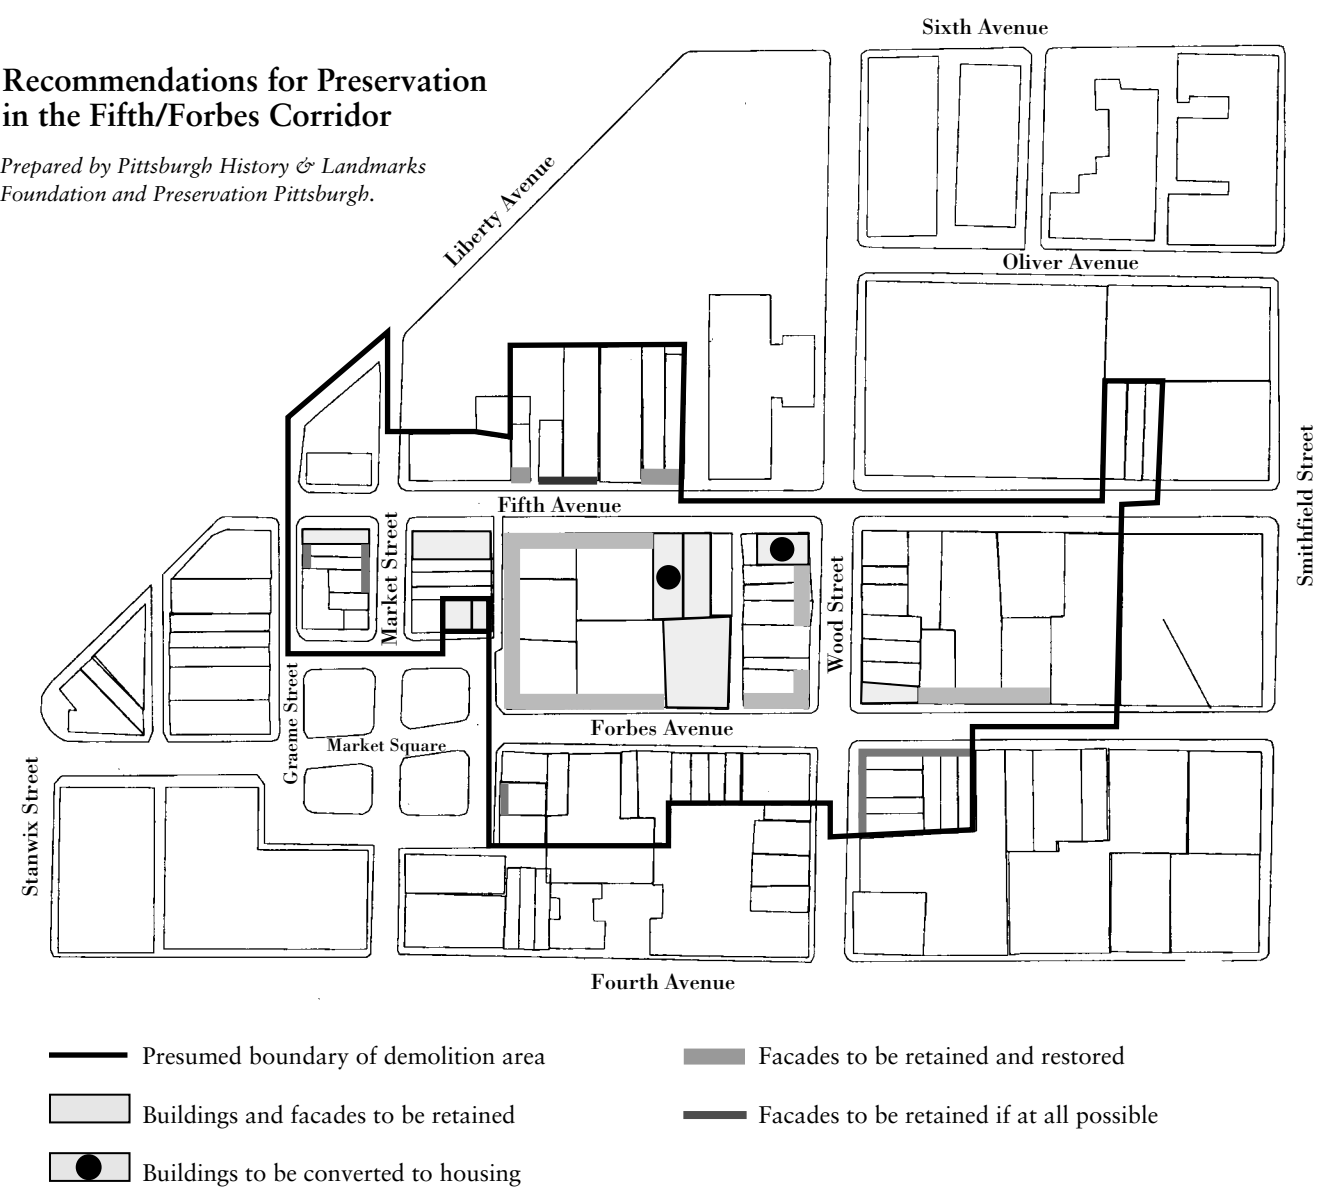 Sixth Avenue
Recommendations for Preservation
in the Fifth/Forbes Corridor
Prepared by Pittsburgh History & Landmarks
Foundation and Preservation Pittsburgh.
Liberty Avenue
Oliver Avenue
Smithfield Street
Fifth Avenue
Market Street
Wood Street
Graeme Street
Forbes Avenue
Market Square
Stanwix Street
Fourth Avenue
Presumed boundary of demolition area
Buildings and facades to be retained
Buildings to be converted to housing
Facades to be retained and restored
Facades to be retained if at all possible